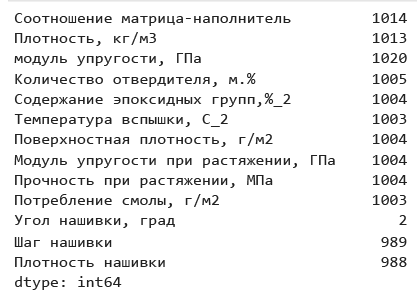 Соотношение матрица-наполнитель 1014
Плотность, кг/м3 1013
модуль упругости, ГПа 1020
Количество отвердителя, м.% 1005
Содержание эпоксидных групп,%_2 1004
Температура вспышки, С_2 1003
Поверхностная плотность, г/м2 1004
Модуль упругости при растяжении, ГПа 1004
Прочность при растяжении, МПа 1004
Потребление смолы, г/м2 1003
Угол нашивки, град 2
Шаг нашивки 989
Плотность нашивки 988
dtype: int64